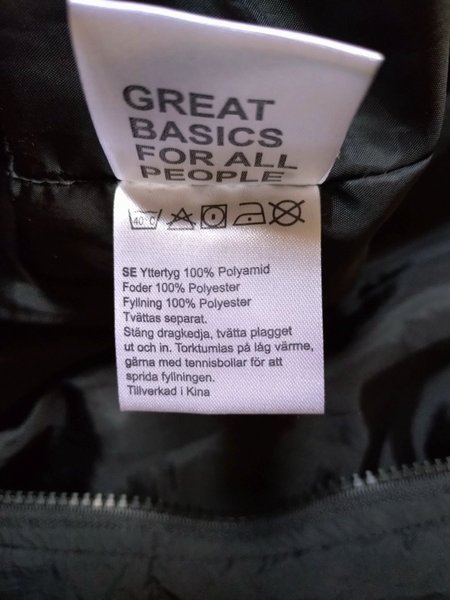 GREAT
BASICS
FOR ALL
PEOPLE
40°C
SE Yttertyg 100% Polyamid
Foder 100% Polyester
Fyllning 100% Polyester
Tvättas separat.
Stäng dragkedja, tvätta plagget
ut och in. Torktumlas på låg värme,
gärna med tennisbollar för att
sprida fyllningen.
Tillverkad i Kina